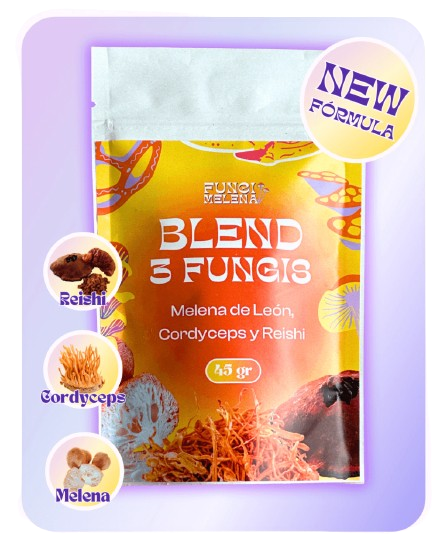 NEW
FÓRMULA
FUNGI
MELENA
BLEND
3 FUNGIS
Melena de León,
Cordyceps y Reishi
45 gr
Reishi
Cordyceps
Melena